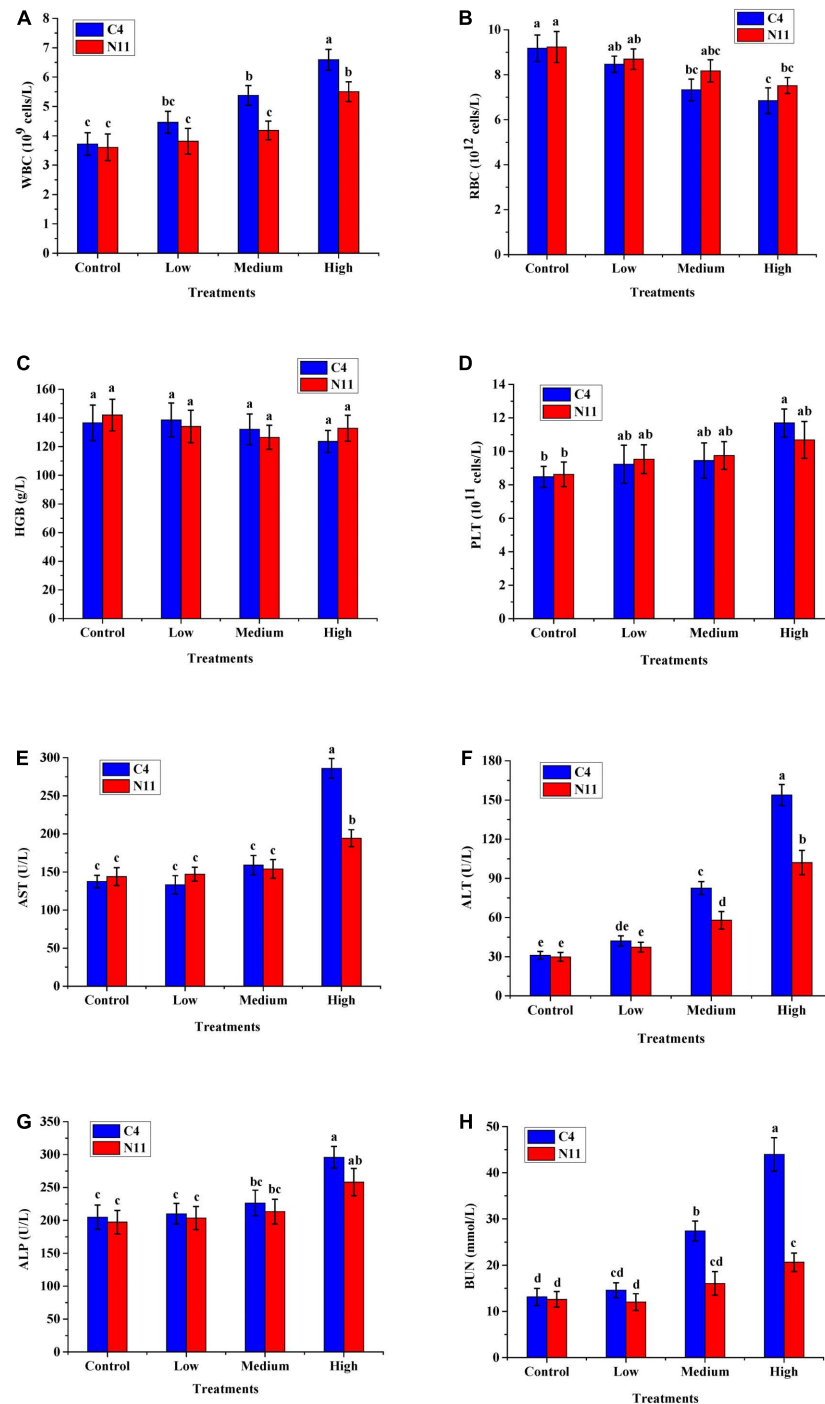 A
C4
N11
WBC (10⁹ cells/L)
8
7
6
5
4
3
2
1
0
c c bc c b c a b
Control Low Medium High
Treatments
B
C4
N11
RBC (10¹² cells/L)
12
10
8
6
4
2
0
a a ab ab bc abc c bc
Control Low Medium High
Treatments
C
C4
N11
HGB (g/L)
160
140
120
100
80
60
40
20
0
a a a a a a a a
Control Low Medium High
Treatments
D
C4
N11
PLT (10¹¹ cells/L)
14
12
10
8
6
4
2
0
b b ab ab ab ab a ab
Control Low Medium High
Treatments
E
C4
N11
AST (U/L)
300
250
200
150
100
50
0
c c c c c c a b
Control Low Medium High
Treatments
F
C4
N11
ALT (U/L)
180
150
120
90
60
30
0
e e de e c d a b
Control Low Medium High
Treatments
G
C4
N11
ALP (U/L)
350
300
250
200
150
100
50
0
c c c c bc bc a ab
Control Low Medium High
Treatments
H
C4
N11
BUN (mmol/L)
50
40
30
20
10
0
d d cd d b cd a c
Control Low Medium High
Treatments